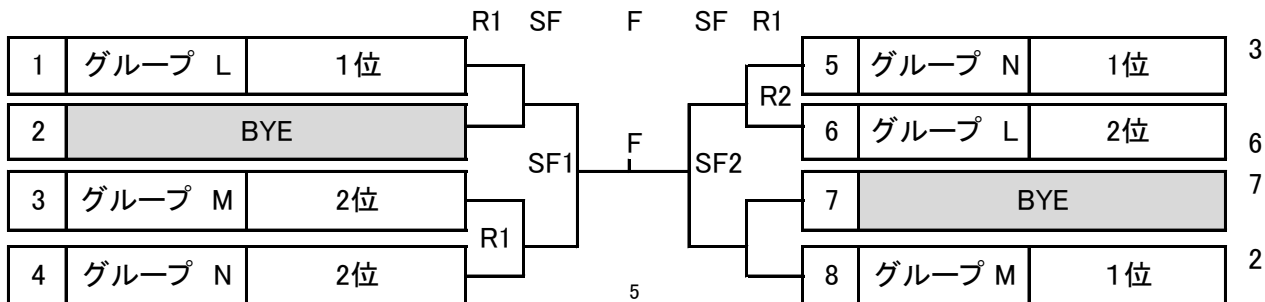 R1 SF F SF R1
1 グループ L 1位
2 BYE
3 グループ M 2位
4 グループ N 2位
R1
SF1
F
SF2
R2
5 グループ N 1位 3
6 グループ L 2位 6
7 BYE 7
8 グループ M 1位 2
5